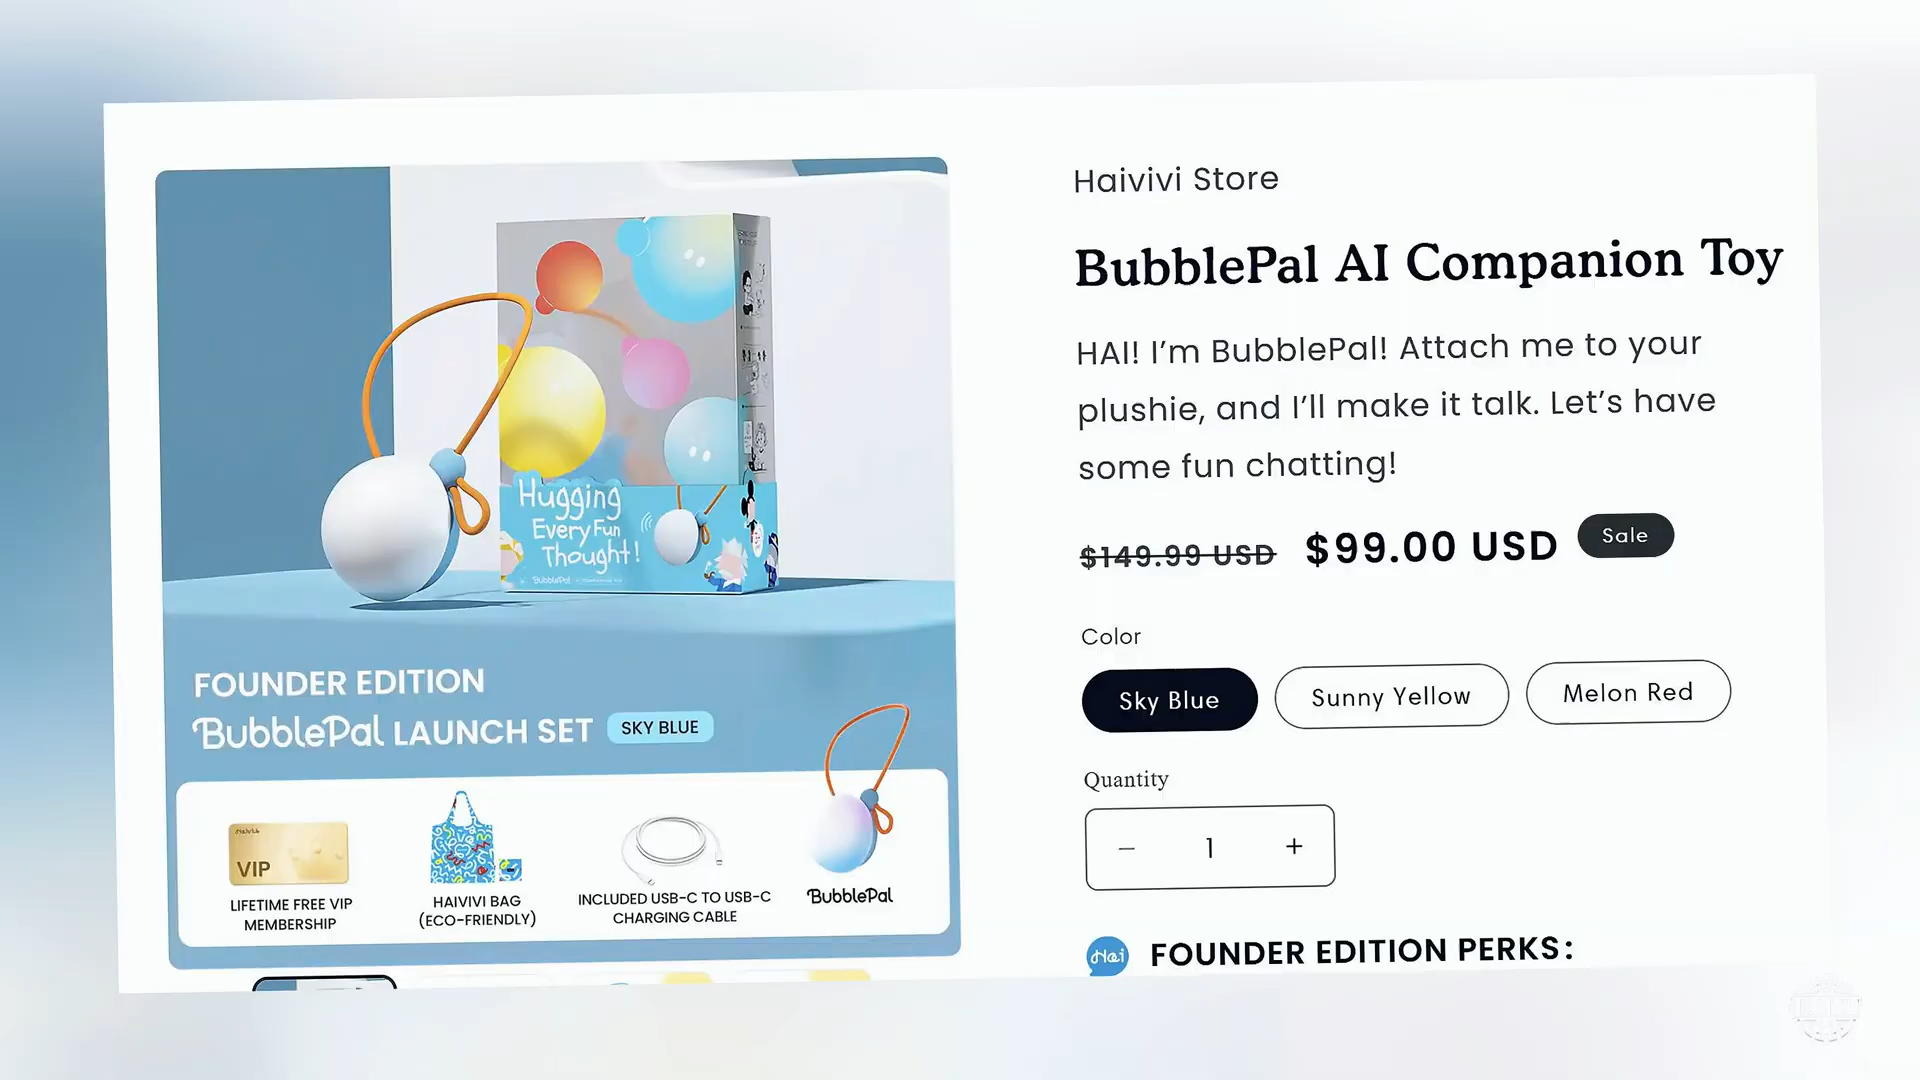 Haivivi Store
BubblePal AI Companion Toy
HAI! I'm BubblePal! Attach me to your
plushie, and I'll make it talk. Let's have
some fun chatting!
$149.99 USD $99.00 USD Sale
Color
Sky Blue Sunny Yellow Melon Red
Quantity
− 1 +
Hai FOUNDER EDITION PERKS:
Hugging
Every Fun
Thought!
BubblePal
FOUNDER EDITION
BubblePal LAUNCH SET SKY BLUE
Haivivi
VIP
LIFETIME FREE VIP
MEMBERSHIP
HAIVIVI BAG
(ECO-FRIENDLY)
INCLUDED USB-C TO USB-C
CHARGING CABLE
BubblePal